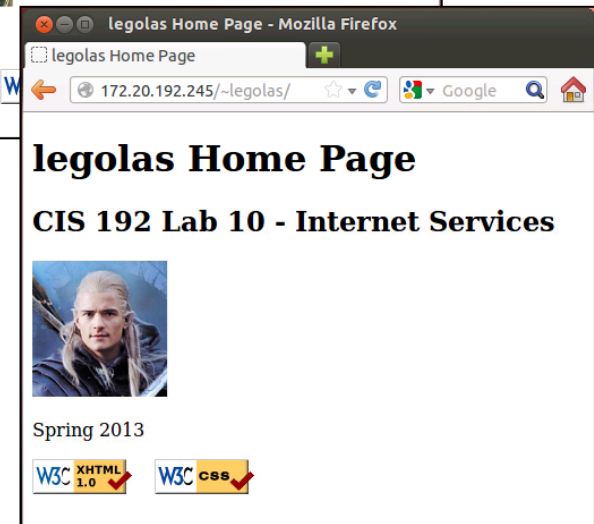 legolas Home Page - Mozilla Firefox
legolas Home Page
W
172.20.192.245/~legolas/ Google
legolas Home Page
CIS 192 Lab 10 - Internet Services
Spring 2013
W3C XHTML 1.0 W3C css